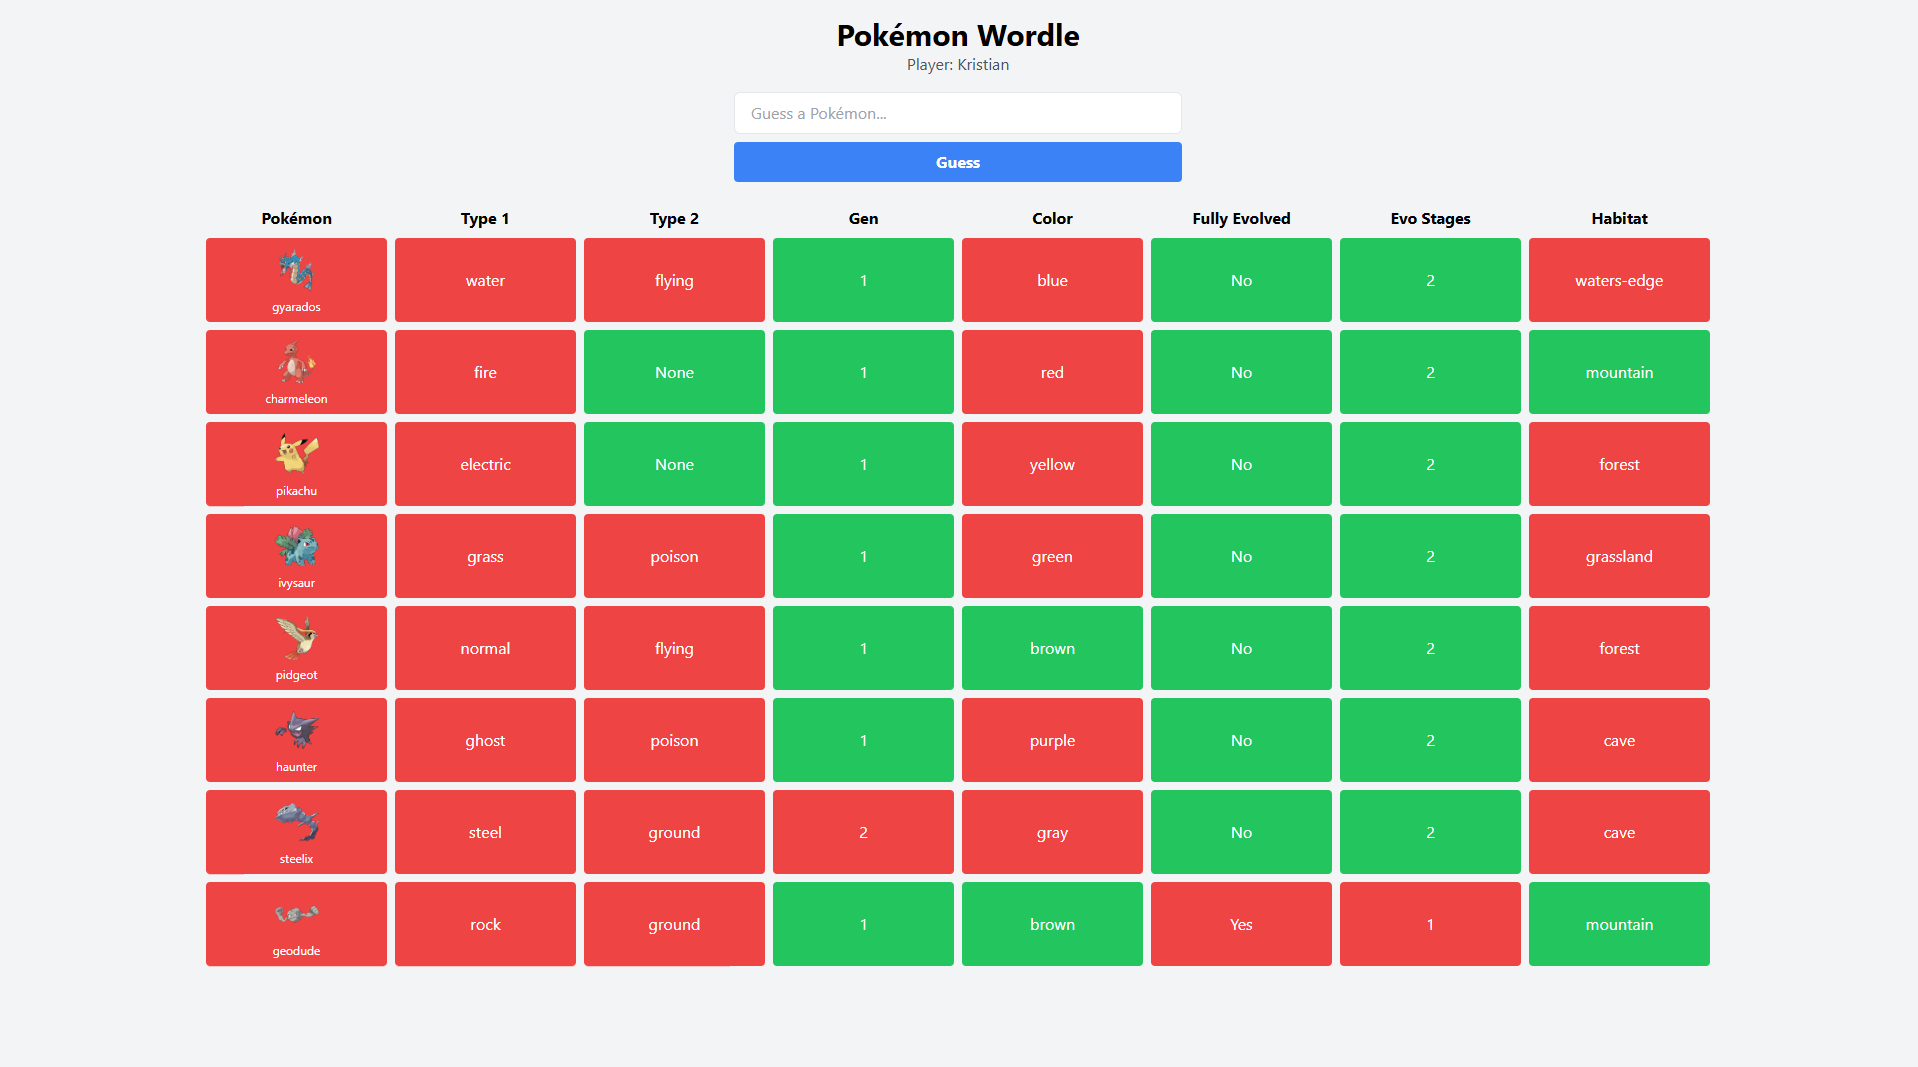 Pokémon Wordle
Player: Kristian
Guess a Pokémon...
Guess
Pokémon Type 1 Type 2 Gen Color Fully Evolved Evo Stages Habitat
gyarados water flying 1 blue No 2 waters-edge
charmeleon fire None 1 red No 2 mountain
pikachu electric None 1 yellow No 2 forest
ivysaur grass poison 1 green No 2 grassland
pidgeot normal flying 1 brown No 2 forest
haunter ghost poison 1 purple No 2 cave
steelix steel ground 2 gray No 2 cave
geodude rock ground 1 brown Yes 1 mountain